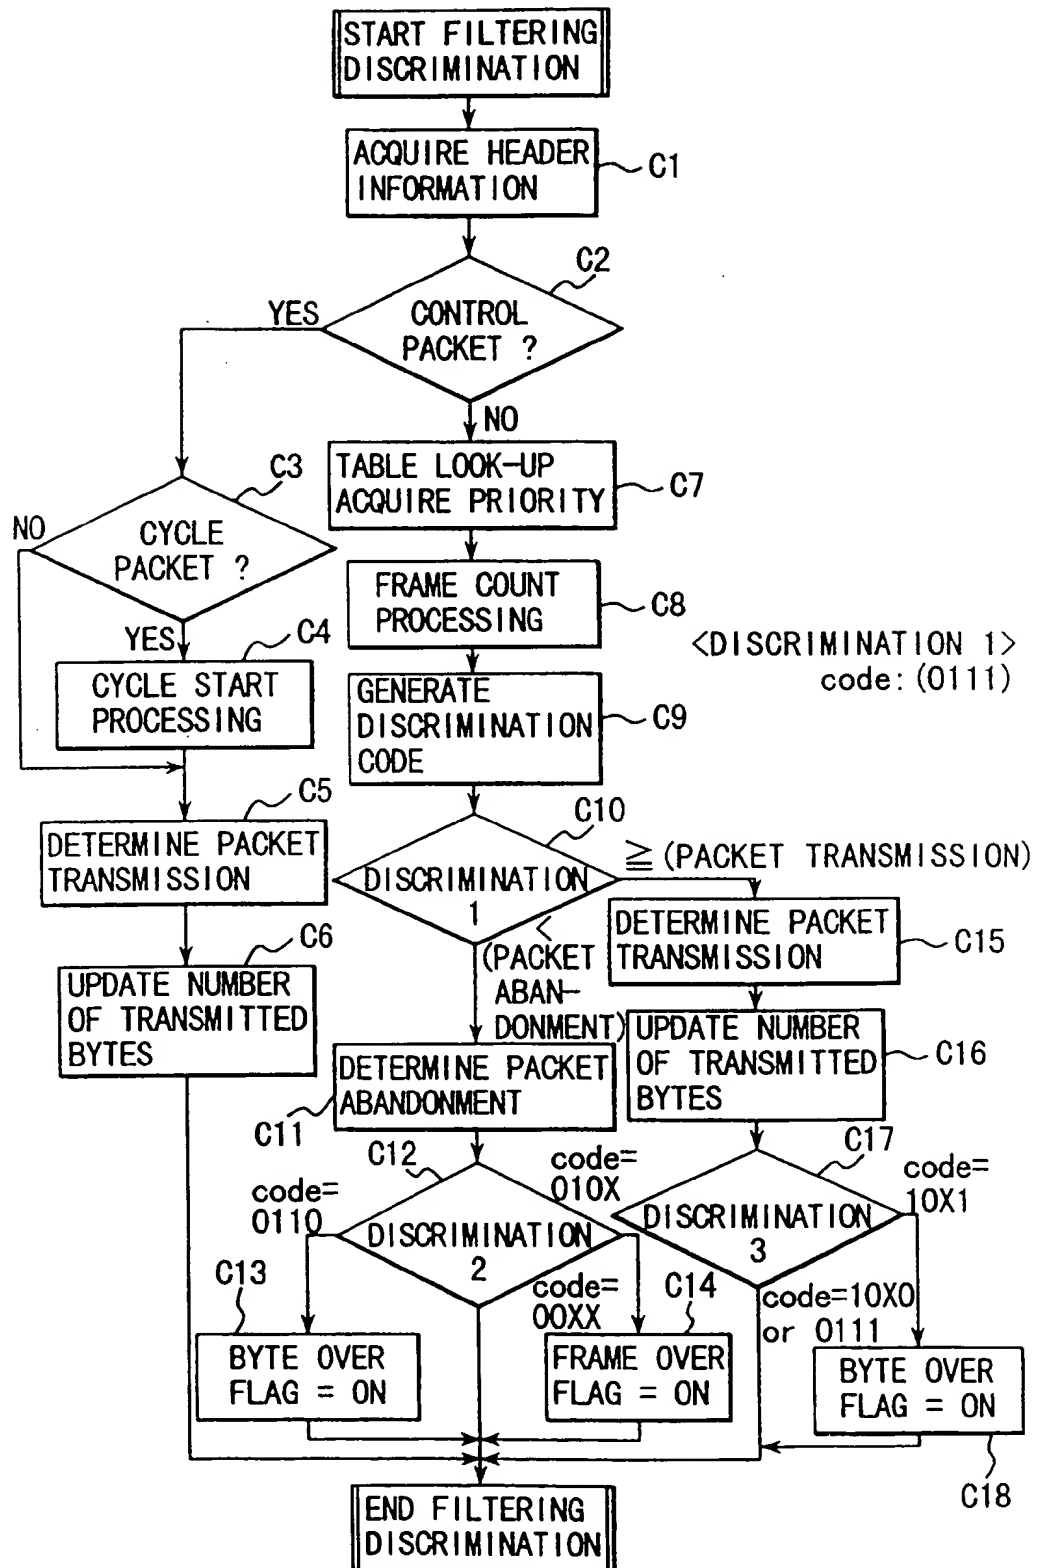 START FILTERING
DISCRIMINATION
ACQUIRE HEADER
INFORMATION
C1
C2
CONTROL
PACKET ?
YES
NO
C3
CYCLE
PACKET ?
NO
YES
TABLE LOOK-UP
ACQUIRE PRIORITY
C7
C4
CYCLE START
PROCESSING
FRAME COUNT
PROCESSING
C8
<DISCRIMINATION 1>
code:(0111)
GENERATE
DISCRIMINATION
CODE
C9
C5
DETERMINE PACKET
TRANSMISSION
C10
DISCRIMINATION
1
≧(PACKET TRANSMISSION)
<
(PACKET
ABAN-
DONMENT)
DETERMINE PACKET
TRANSMISSION
C15
C6
UPDATE NUMBER
OF TRANSMITTED
BYTES
UPDATE NUMBER
OF TRANSMITTED
BYTES
C16
DETERMINE PACKET
ABANDONMENT
C11
C12
code=
0110
DISCRIMINATION
2
code=
010X
code=
00XX
C17
DISCRIMINATION
3
code=
10X1
code=10X0
or 0111
C13
BYTE OVER
FLAG = ON
C14
FRAME OVER
FLAG = ON
BYTE OVER
FLAG = ON
C18
END FILTERING
DISCRIMINATION